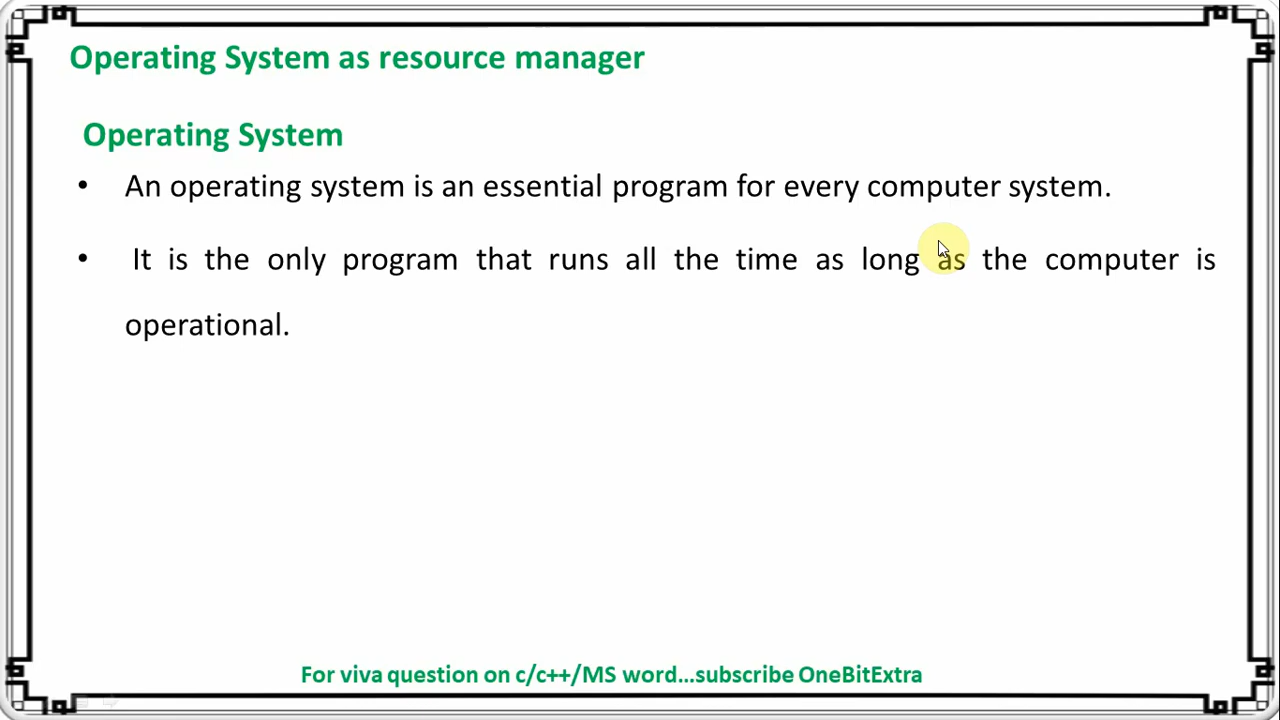 Operating System as resource manager
Operating System
• An operating system is an essential program for every computer system.
• It is the only program that runs all the time as long as the computer is
operational.
For viva question on c/c++/MS word...subscribe OneBitExtra